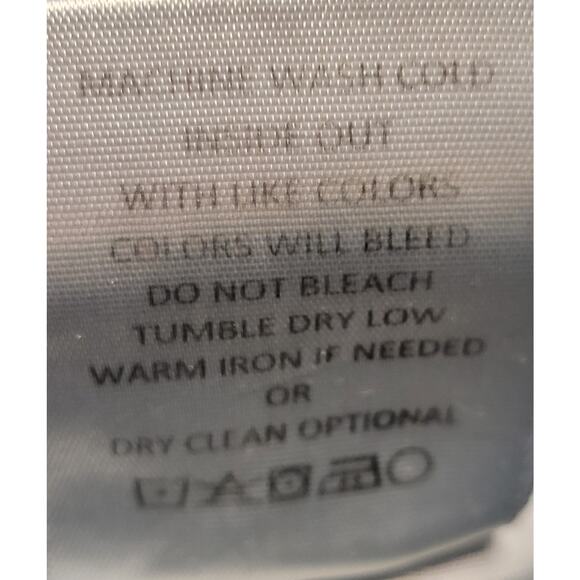 MACHINE WASH COLD
INSIDE OUT
WITH LIKE COLORS
COLORS WILL BLEED
DO NOT BLEACH
TUMBLE DRY LOW
WARM IRON IF NEEDED
OR
DRY CLEAN OPTIONAL